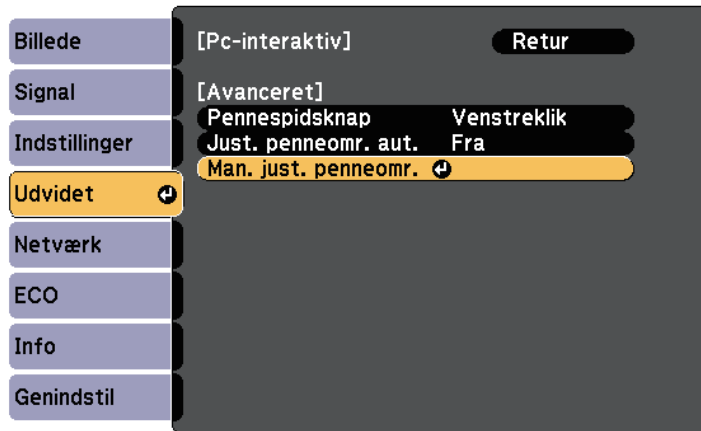 Billede
Signal
Indstillinger
Udvidet
Netværk
ECO
Info
Genindstil
[Pc-interaktiv] Retur
[Avanceret]
Pennespidsknap Venstreklik
Just. penneomr. aut. Fra
Man. just. penneomr.